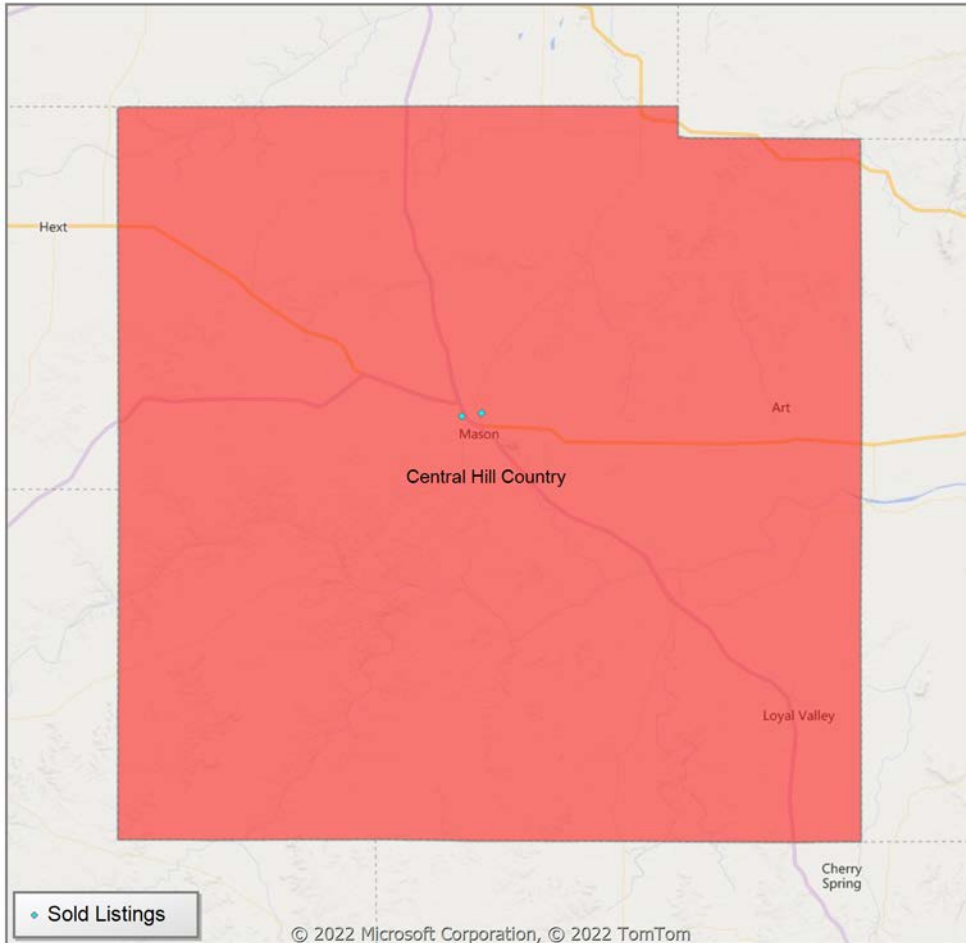 Hext
Art
Mason
Central Hill Country
Loyal Valley
Cherry
Spring
Sold Listings
© 2022 Microsoft Corporation, © 2022 TomTom